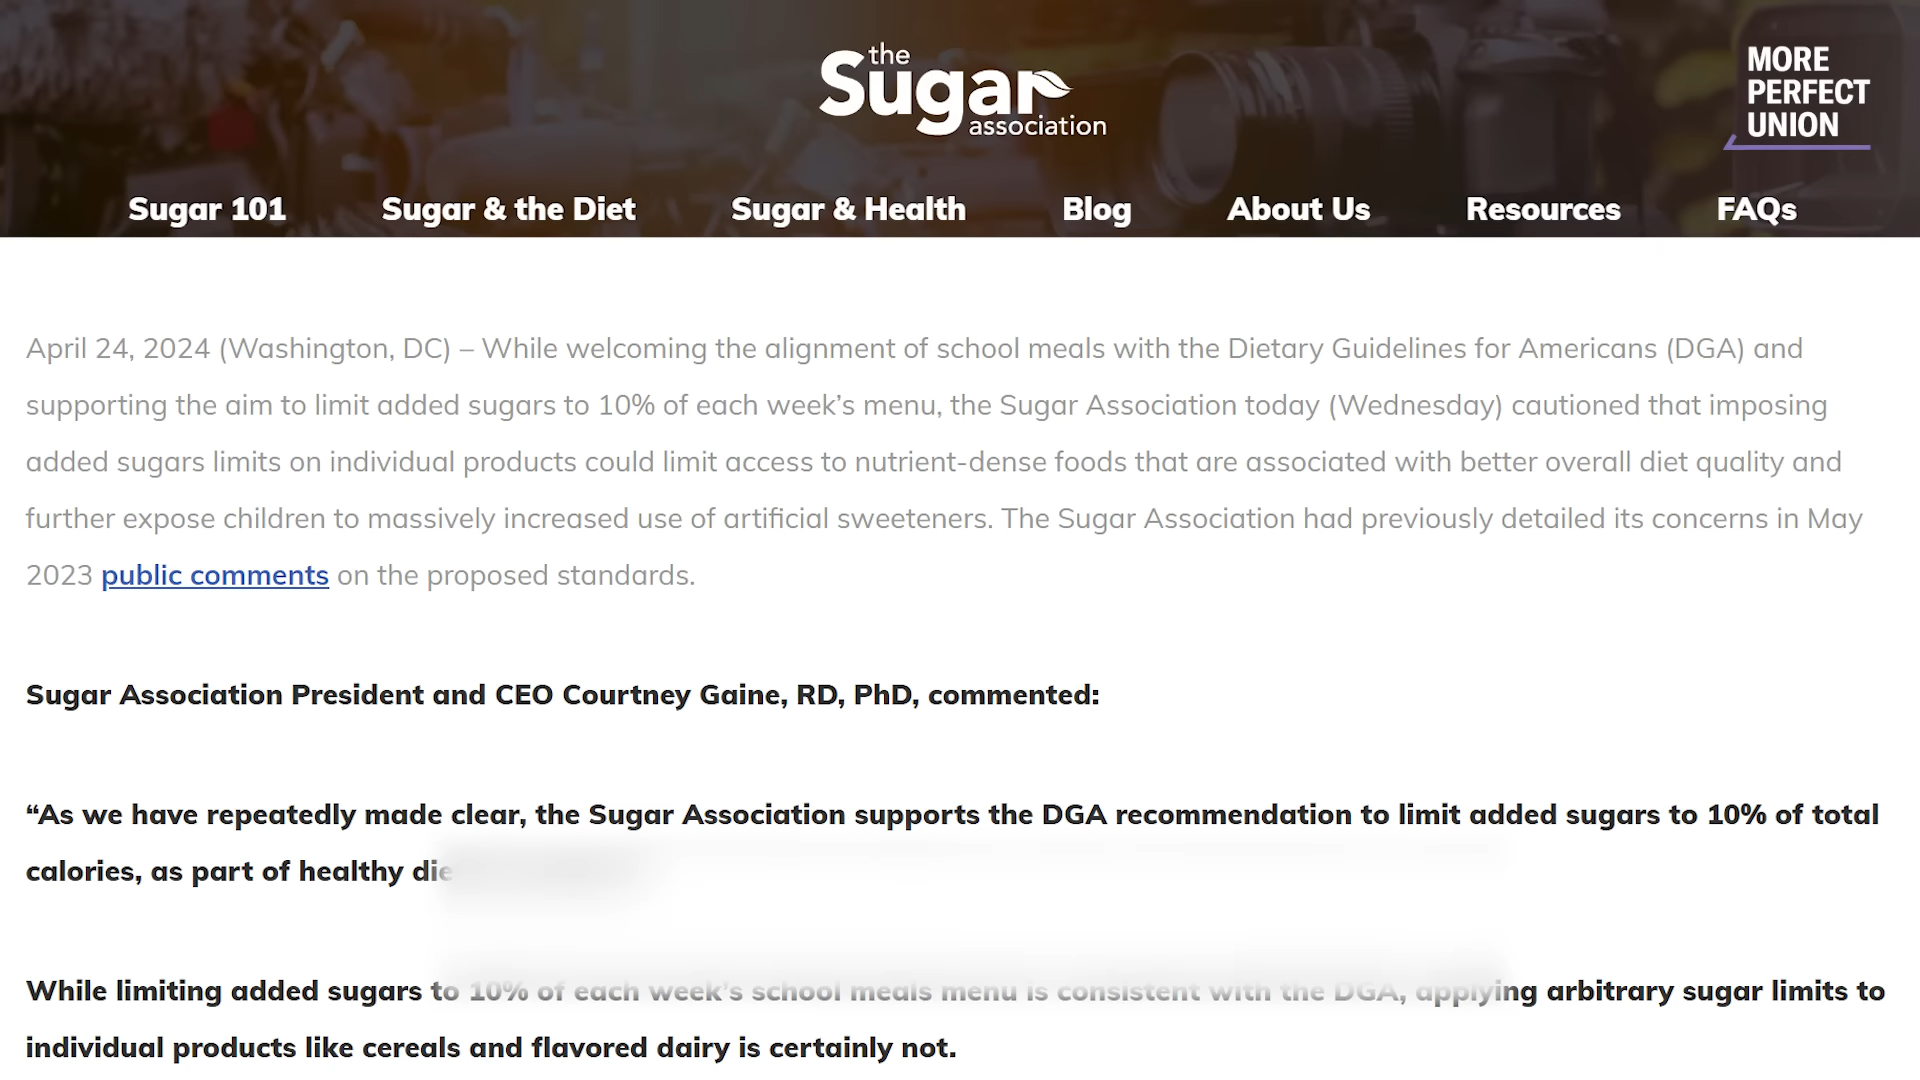 the
Sugar
association
MORE
PERFECT
UNION
Sugar 101 Sugar & the Diet Sugar & Health Blog About Us Resources FAQs
April 24, 2024 (Washington, DC) – While welcoming the alignment of school meals with the Dietary Guidelines for Americans (DGA) and
supporting the aim to limit added sugars to 10% of each week’s menu, the Sugar Association today (Wednesday) cautioned that imposing
added sugars limits on individual products could limit access to nutrient-dense foods that are associated with better overall diet quality and
further expose children to massively increased use of artificial sweeteners. The Sugar Association had previously detailed its concerns in May
2023 public comments on the proposed standards.
Sugar Association President and CEO Courtney Gaine, RD, PhD, commented:
“As we have repeatedly made clear, the Sugar Association supports the DGA recommendation to limit added sugars to 10% of total
calories, as part of healthy die
While limiting added sugars to 10% of each week’s school meals menu is consistent with the DGA, applying arbitrary sugar limits to
individual products like cereals and flavored dairy is certainly not.